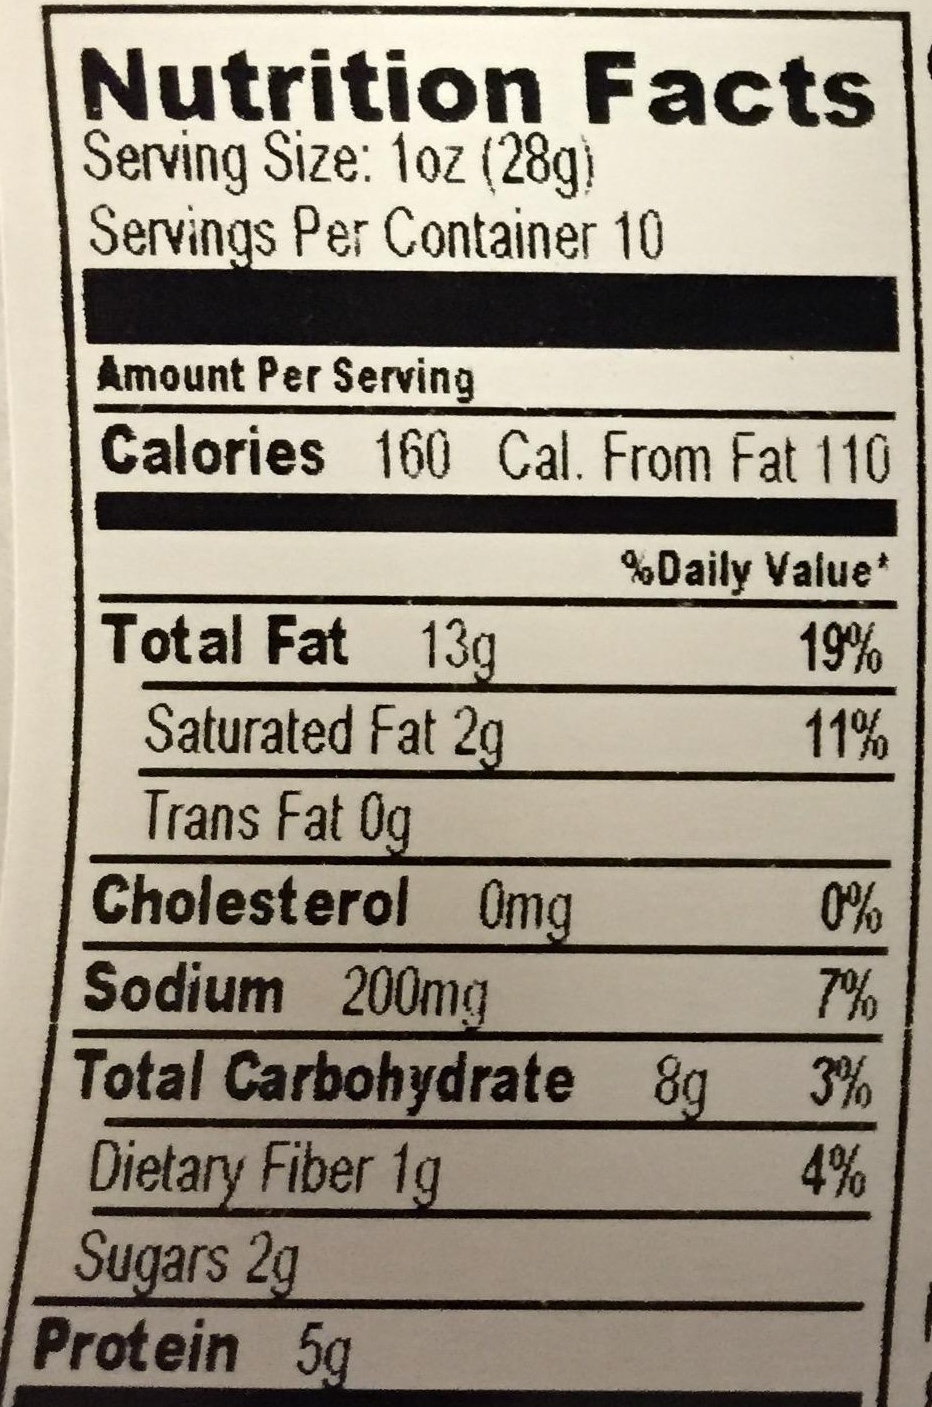 Nutrition Facts
Serving Size: 1oz (28g)
Servings Per Container 10
Amount Per Serving
Calories 160 Cal. From Fat 110
%Daily Value*
Total Fat 13g 19%
Saturated Fat 2g 11%
Trans Fat 0g
Cholesterol 0mg 0%
Sodium 200mg 7%
Total Carbohydrate 8g 3%
Dietary Fiber 1g 4%
Sugars 2g
Protein 5g